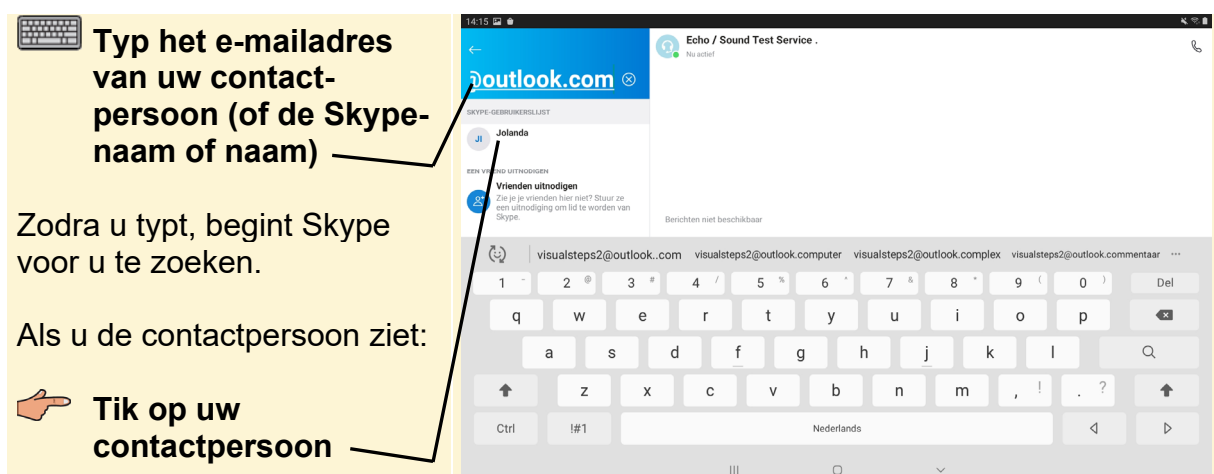 Typ het e-mailadres
van uw contact-
persoon (of de Skype-
naam of naam)
Zodra u typt, begint Skype
voor u te zoeken.
Als u de contactpersoon ziet:
Tik op uw
contactpersoon
14:15
@outlook.com
SKYPE-GEBRUIKERSLIJST
JI Jolanda
EEN VRIEND UITNODIGEN
Vrienden uitnodigen
Zie je je vrienden hier niet? Stuur ze
een uitnodiging om lid te worden van
Skype.
Echo / Sound Test Service .
Nu actief
Berichten niet beschikbaar
visualsteps2@outlook..com visualsteps2@outlook.computer visualsteps2@outlook.complex visualsteps2@outlook.commentaar ...
1 - 2 @ 3 # 4 / 5 % 6 ^ 7 & 8 * 9 ( 0 ) Del
q w e r t y u i o p
a s d f g h j k l
z x c v b n m , ! . ?
Ctrl !#1 Nederlands